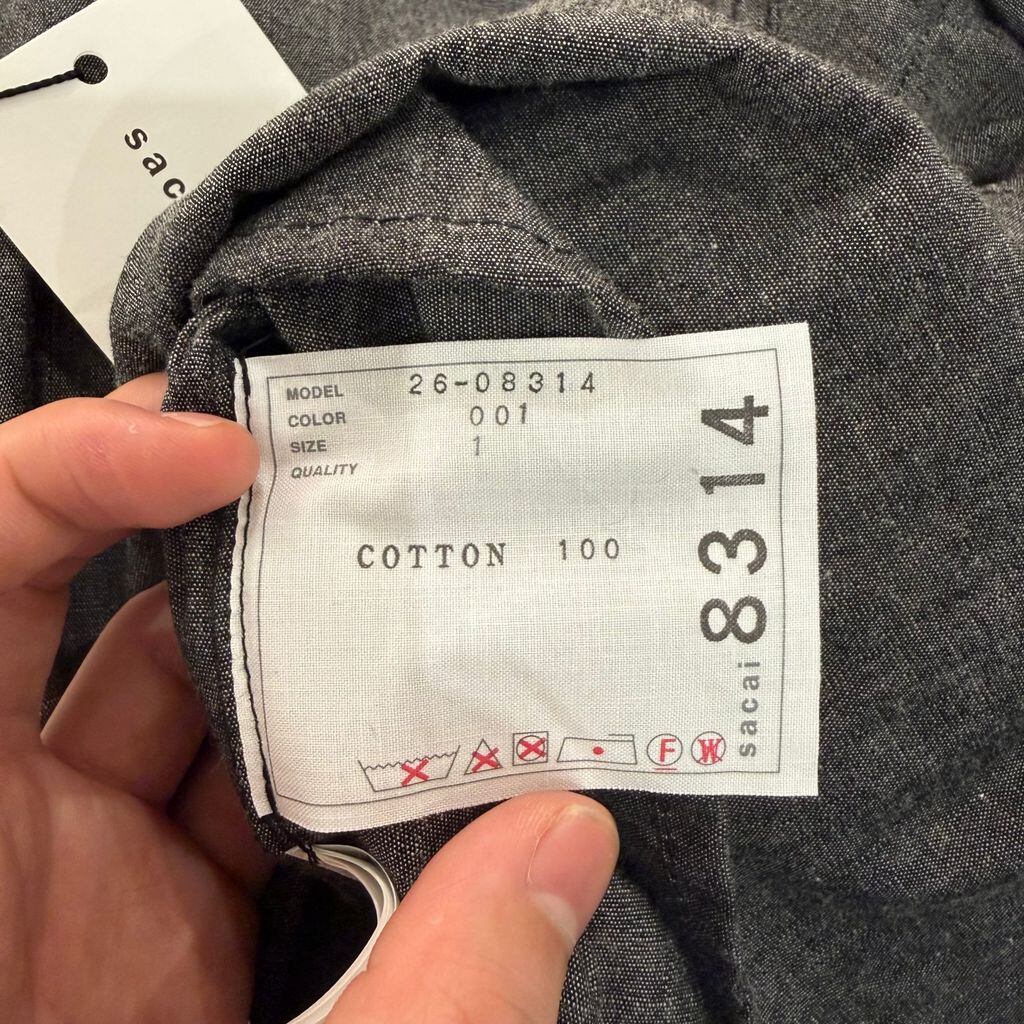 sac
MODEL 26-08314
COLOR 001
SIZE 1
QUALITY
COTTON 100
sacai 8314
F W